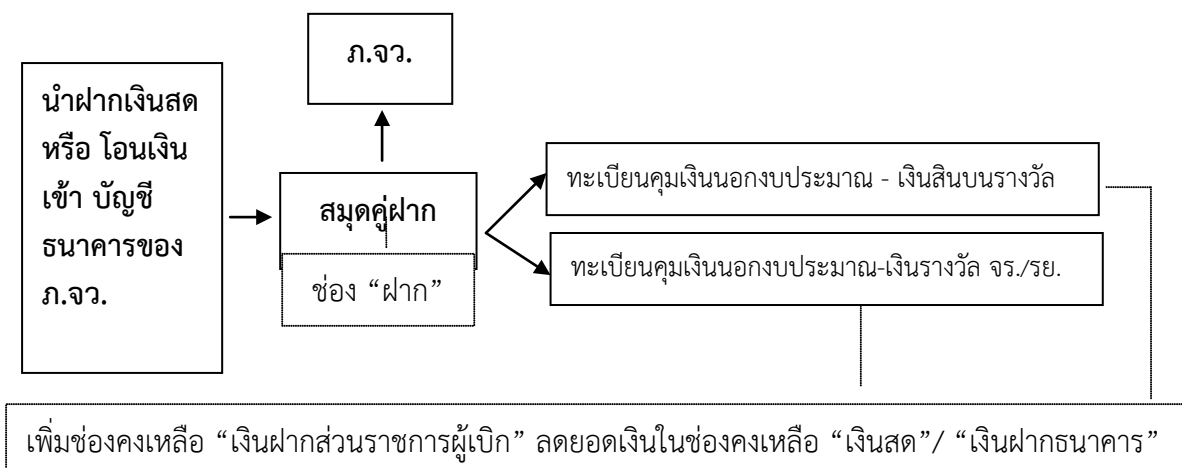 ภ.จว.
นำฝากเงินสด
หรือ โอนเงิน
เข้า บัญชี
ธนาคารของ
ภ.จว.
สมุดคู่ฝาก
ช่อง “ฝาก”
ทะเบียนคุมเงินนอกงบประมาณ - เงินสินบนรางวัล
ทะเบียนคุมเงินนอกงบประมาณ-เงินรางวัล จร./รย.
เพิ่มช่องคงเหลือ “เงินฝากส่วนราชการผู้เบิก” ลดยอดเงินในช่องคงเหลือ “เงินสด”/ “เงินฝากธนาคาร”